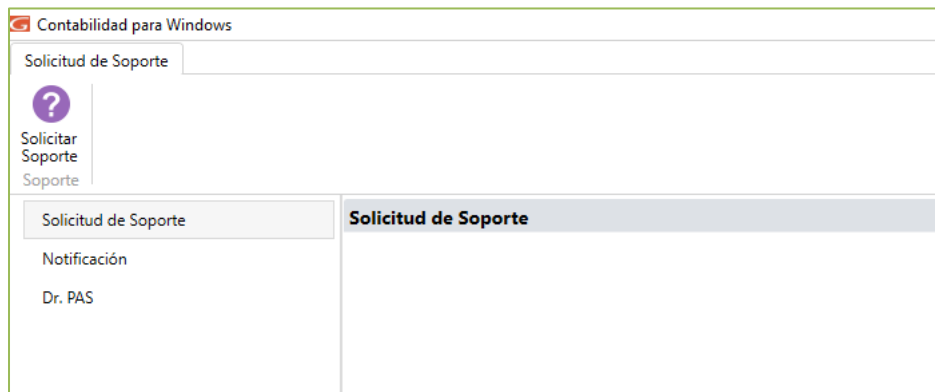 Contabilidad para Windows
Solicitud de Soporte
?
Solicitar
Soporte
Soporte
Solicitud de Soporte
Notificación
Dr. PAS
Solicitud de Soporte